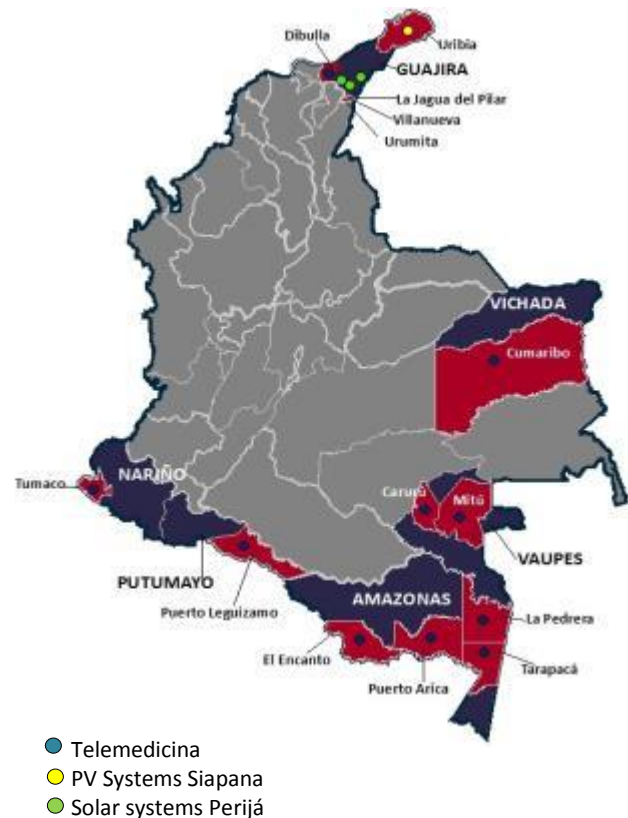 Dibulla
Uribia
GUAJIRA
La Jagua del Pilar
Villanueva
Urumita
VICHADA
Cumaribo
NARIÑO
Tumaco
Carurú
Mitú
VAUPES
PUTUMAYO
AMAZONAS
Puerto Leguizamo
La Pedrera
El Encanto
Tarapacá
Puerto Arica
Telemedicina
PV Systems Siapana
Solar systems Perijá